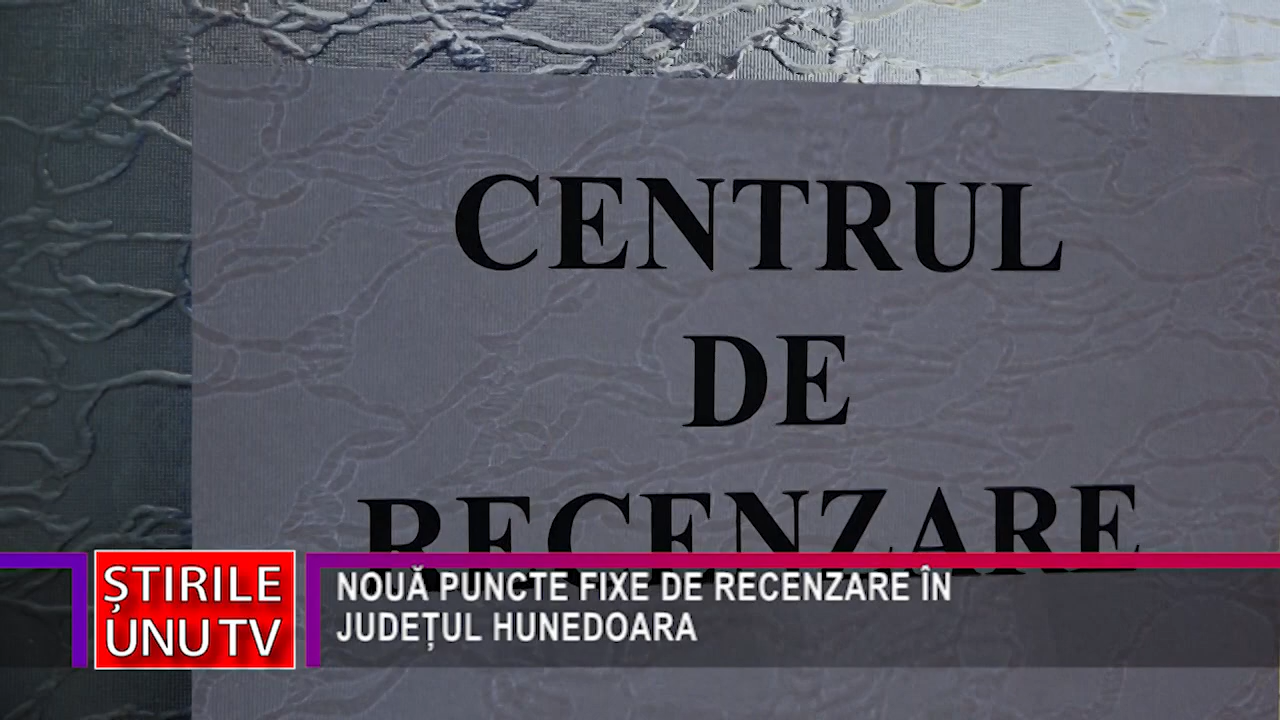 CENTRUL
DE
RECENZARE
ȘTIRILE
UNU TV
NOUĂ PUNCTE FIXE DE RECENZARE ÎN
JUDEȚUL HUNEDOARA